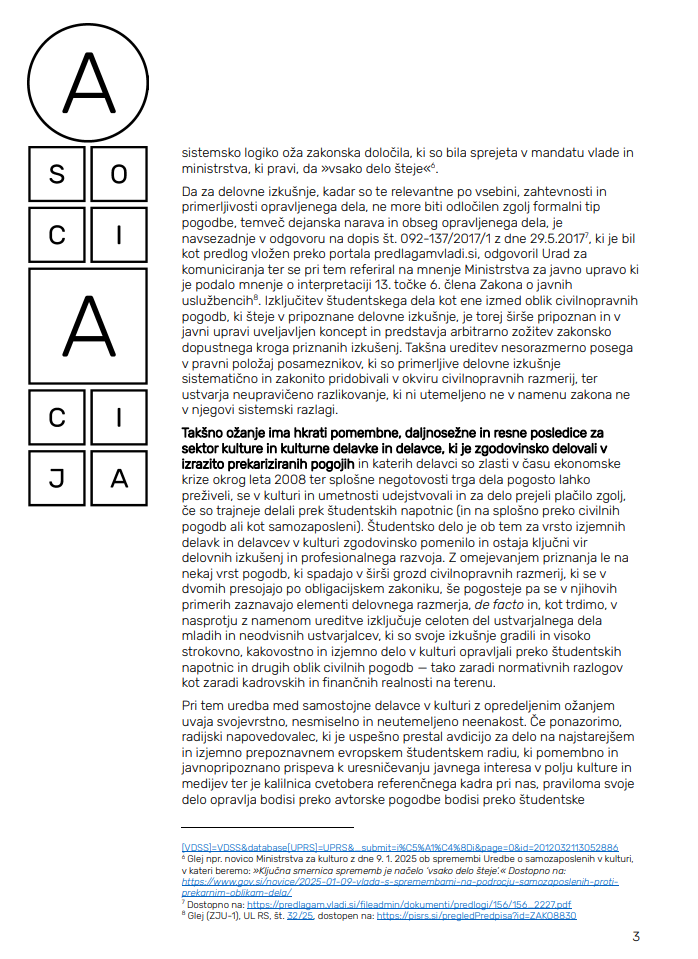 A
S O
C I
A
C I
J A
sistemsko logiko oža zakonska določila, ki so bila sprejeta v mandatu vlade in
ministrstva, ki pravi, da »vsako delo šteje«⁶.
Da za delovne izkušnje, kadar so te relevantne po vsebini, zahtevnosti in
primerljivosti opravljenega dela, ne more biti odločilen zgolj formalni tip
pogodbe, temveč dejanska narava in obseg opravljenega dela, je
navsezadnje v odgovoru na dopis št. 092-137/2017/1 z dne 29.5.2017⁷, ki je bil
kot predlog vložen preko portala predlagamvladi.si, odgovoril Urad za
komuniciranja ter se pri tem referiral na mnenje Ministrstva za javno upravo ki
je podalo mnenje o interpretaciji 13. točke 6. člena Zakona o javnih
uslužbencih⁸. Izključitev študentskega dela kot ene izmed oblik civilnopravnih
pogodb, ki šteje v pripoznane delovne izkušnje, je torej širše pripoznan in v
javni upravi uveljavljen koncept in predstavja arbitrarno zožitev zakonsko
dopustnega kroga priznanih izkušenj. Takšna ureditev nesorazmerno posega
v pravni položaj posameznikov, ki so primerljive delovne izkušnje
sistematično in zakonito pridobivali v okviru civilnopravnih razmerij, ter
ustvarja neupravičeno razlikovanje, ki ni utemeljeno ne v namenu zakona ne
v njegovi sistemski razlagi.
Takšno ožanje ima hkrati pomembne, daljnosežne in resne posledice za
sektor kulture in kulturne delavke in delavce, ki je zgodovinsko delovali v
izrazito prekariziranih pogojih in katerih delavci so zlasti v času ekonomske
krize okrog leta 2008 ter splošne negotovosti trga dela pogosto lahko
preživeli, se v kulturi in umetnosti udejstvovali in za delo prejeli plačilo zgolj,
če so trajneje delali prek študentskih napotnic (in na splošno preko civilnih
pogodb ali kot samozaposleni). Študentsko delo je ob tem za vrsto izjemnih
delavk in delavcev v kulturi zgodovinsko pomenilo in ostaja ključni vir
delovnih izkušenj in profesionalnega razvoja. Z omejevanjem priznanja le na
nekaj vrst pogodb, ki spadajo v širši grozd civilnopravnih razmerij, ki se v
dvomih presojajo po obligacijskem zakoniku, še pogosteje pa se v njihovih
primerih zaznavajo elementi delovnega razmerja, de facto in, kot trdimo, v
nasprotju z namenom ureditve izključuje celoten del ustvarjalnega dela
mladih in neodvisnih ustvarjalcev, ki so svoje izkušnje gradili in visoko
strokovno, kakovostno in izjemno delo v kulturi opravljali preko študentskih
napotnic in drugih oblik civilnih pogodb — tako zaradi normativnih razlogov
kot zaradi kadrovskih in finančnih realnosti na terenu.
Pri tem uredba med samostojne delavce v kulturi z opredeljenim ožanjem
uvaja svojevrstno, nesmiselno in neutemeljeno neenakost. Če ponazorimo,
radijski napovedovalec, ki je uspešno prestal avdicijo za delo na najstarejšem
in izjemno prepoznavnem evropskem študentskem radiu, ki pomembno in
javnopripoznano prispeva k uresničevanju javnega interesa v polju kulture in
medijev ter je kalilnica cvetobera referenčnega kadra pri nas, praviloma svoje
delo opravlja bodisi preko avtorske pogodbe bodisi preko študentske
[VDSS]=VDSS&database[UPRS]=UPRS&_submit=i%C5%A1%C4%8Di&page=0&id=2012032113052886
⁶ Glej npr. novico Ministrstva za kulturo z dne 9. 1. 2025 ob spremembi Uredbe o samozaposlenih v kulturi,
v kateri beremo: »Ključna smernica sprememb je načelo 'vsako delo šteje'.« Dostopno na:
https://www.gov.si/novice/2025-01-09-vlada-s-spremembami-na-podrocju-samozaposlenih-proti-
prekarnim-oblikam-dela/
⁷ Dostopno na: https://predlagam.vladi.si/fileadmin/dokumenti/predlogi/156/156_2227.pdf
⁸ Glej (ZJU-1), UL RS, št. 32/25, dostopen na: https://pisrs.si/pregledPredpisa?id=ZAKO8830
3